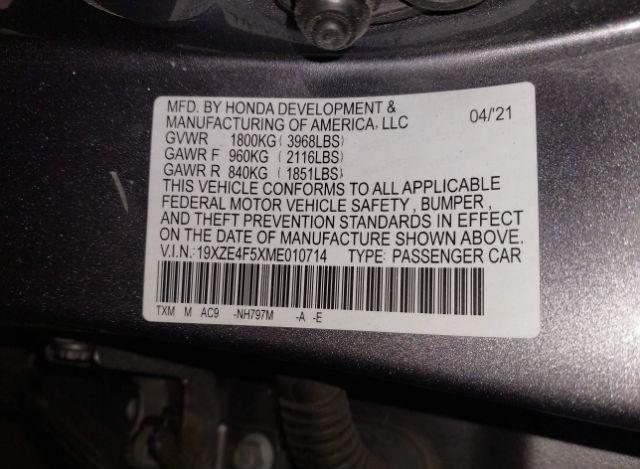 MFD. BY HONDA DEVELOPMENT &
MANUFACTURING OF AMERICA, LLC 04/'21
GVWR 1800KG ( 3968LBS)
GAWR F 960KG ( 2116LBS)
GAWR R 840KG ( 1851LBS)
THIS VEHICLE CONFORMS TO ALL APPLICABLE
FEDERAL MOTOR VEHICLE SAFETY , BUMPER ,
AND THEFT PREVENTION STANDARDS IN EFFECT
ON THE DATE OF MANUFACTURE SHOWN ABOVE.
V.I.N.:19XZE4F5XME010714 TYPE: PASSENGER CAR
TXM M AC9 -NH797M -A -E